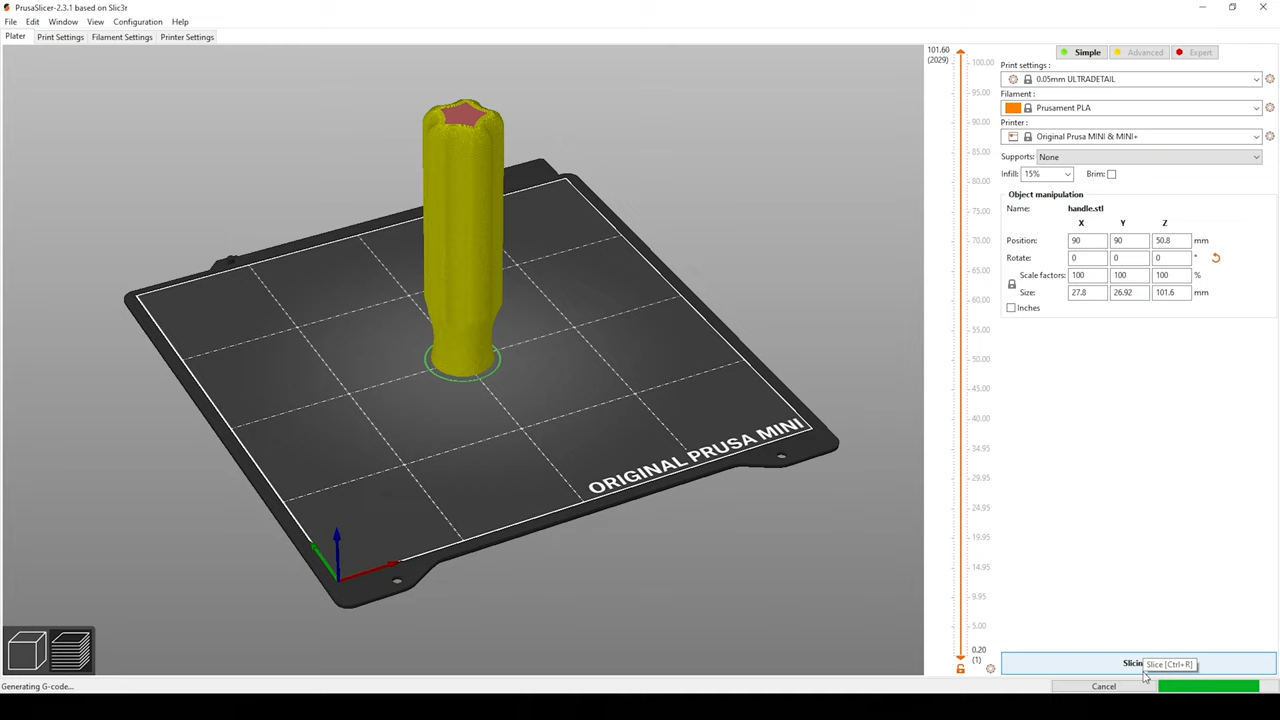 PrusaSlicer-2.3.1 based on Slic3r
File Edit Window View Configuration Help
Plater Print Settings Filament Settings Printer Settings
101.60
(2029)
100.00
95.00
90.00
85.00
80.00
75.00
70.00
65.00
60.00
55.00
50.00
45.00
40.00
34.95
29.95
24.95
19.95
14.95
9.95
5.00
0.20
(1)
Simple Advanced Expert
Print settings :
0.05mm ULTRADETAIL
Filament :
Prusament PLA
Printer :
Original Prusa MINI & MINI+
Supports: None
Infill: 15% Brim:
Object manipulation
Name: handle.stl
X Y Z
Position: 90 90 50.8 mm
Rotate: 0 0 0 °
Scale factors: 100 100 100 %
Size: 27.8 26.92 101.6 mm
Inches
ORIGINAL PRUSA MINI
Slicin
Slice [Ctrl+R]
Generating G-code...
Cancel